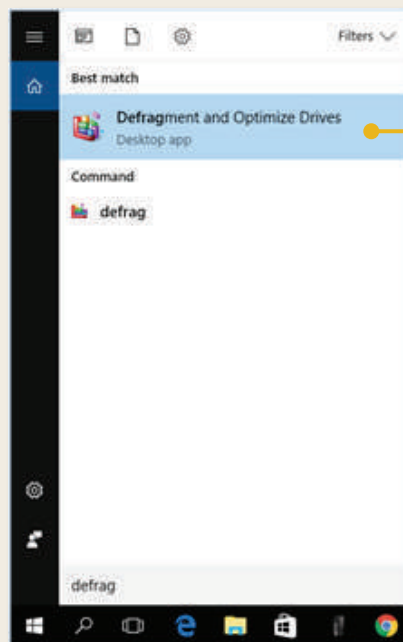 Filters
Best match
Defragment and Optimize Drives
Desktop app
Command
defrag
defrag